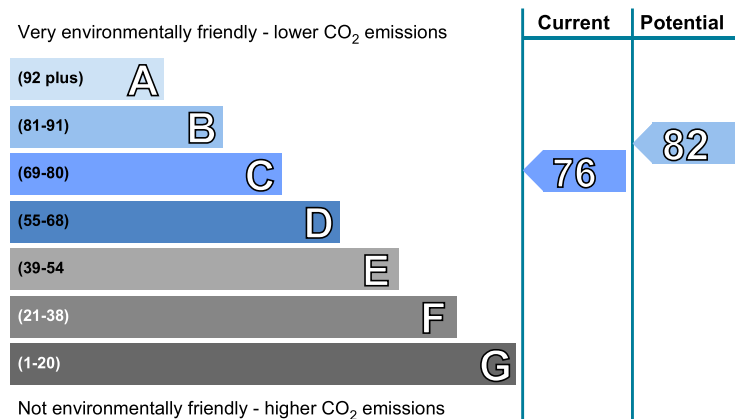 Very environmentally friendly - lower CO2 emissions
Current
Potential
(92 plus) A
(81-91) B
(69-80) C
(55-68) D
(39-54 E
(21-38) F
(1-20) G
76
82
Not environmentally friendly - higher CO2 emissions